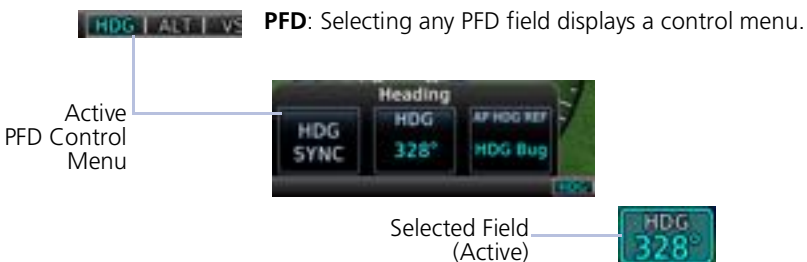 HDG | ALT | VS
PFD: Selecting any PFD field displays a control menu.
Active
PFD Control
Menu
Heading
HDG
SYNC
HDG
328°
AF HDG REF
HDG Bug
HDG
Selected Field
(Active)
HDG
328°